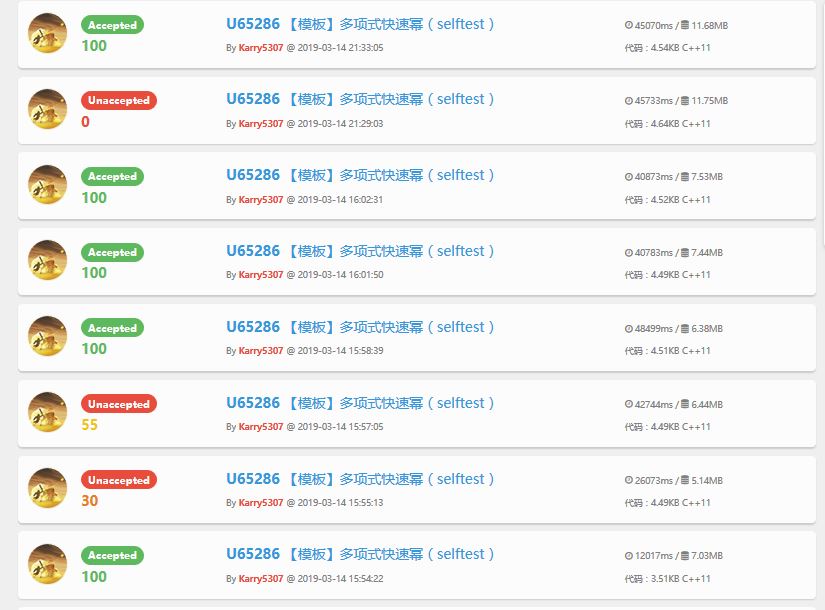 Accepted
100
U65286 【模板】多项式快速幂（selftest）
By Karry5307 @ 2019-03-14 21:33:05
45070ms / 11.68MB
代码：4.54KB C++11
Unaccepted
0
U65286 【模板】多项式快速幂（selftest）
By Karry5307 @ 2019-03-14 21:29:03
45733ms / 11.75MB
代码：4.64KB C++11
Accepted
100
U65286 【模板】多项式快速幂（selftest）
By Karry5307 @ 2019-03-14 16:02:31
40873ms / 7.53MB
代码：4.52KB C++11
Accepted
100
U65286 【模板】多项式快速幂（selftest）
By Karry5307 @ 2019-03-14 16:01:50
40783ms / 7.44MB
代码：4.49KB C++11
Accepted
100
U65286 【模板】多项式快速幂（selftest）
By Karry5307 @ 2019-03-14 15:58:39
48499ms / 6.38MB
代码：4.51KB C++11
Unaccepted
55
U65286 【模板】多项式快速幂（selftest）
By Karry5307 @ 2019-03-14 15:57:05
42744ms / 6.44MB
代码：4.49KB C++11
Unaccepted
30
U65286 【模板】多项式快速幂（selftest）
By Karry5307 @ 2019-03-14 15:55:13
26073ms / 5.14MB
代码：4.49KB C++11
Accepted
100
U65286 【模板】多项式快速幂（selftest）
By Karry5307 @ 2019-03-14 15:54:22
12017ms / 7.03MB
代码：3.51KB C++11